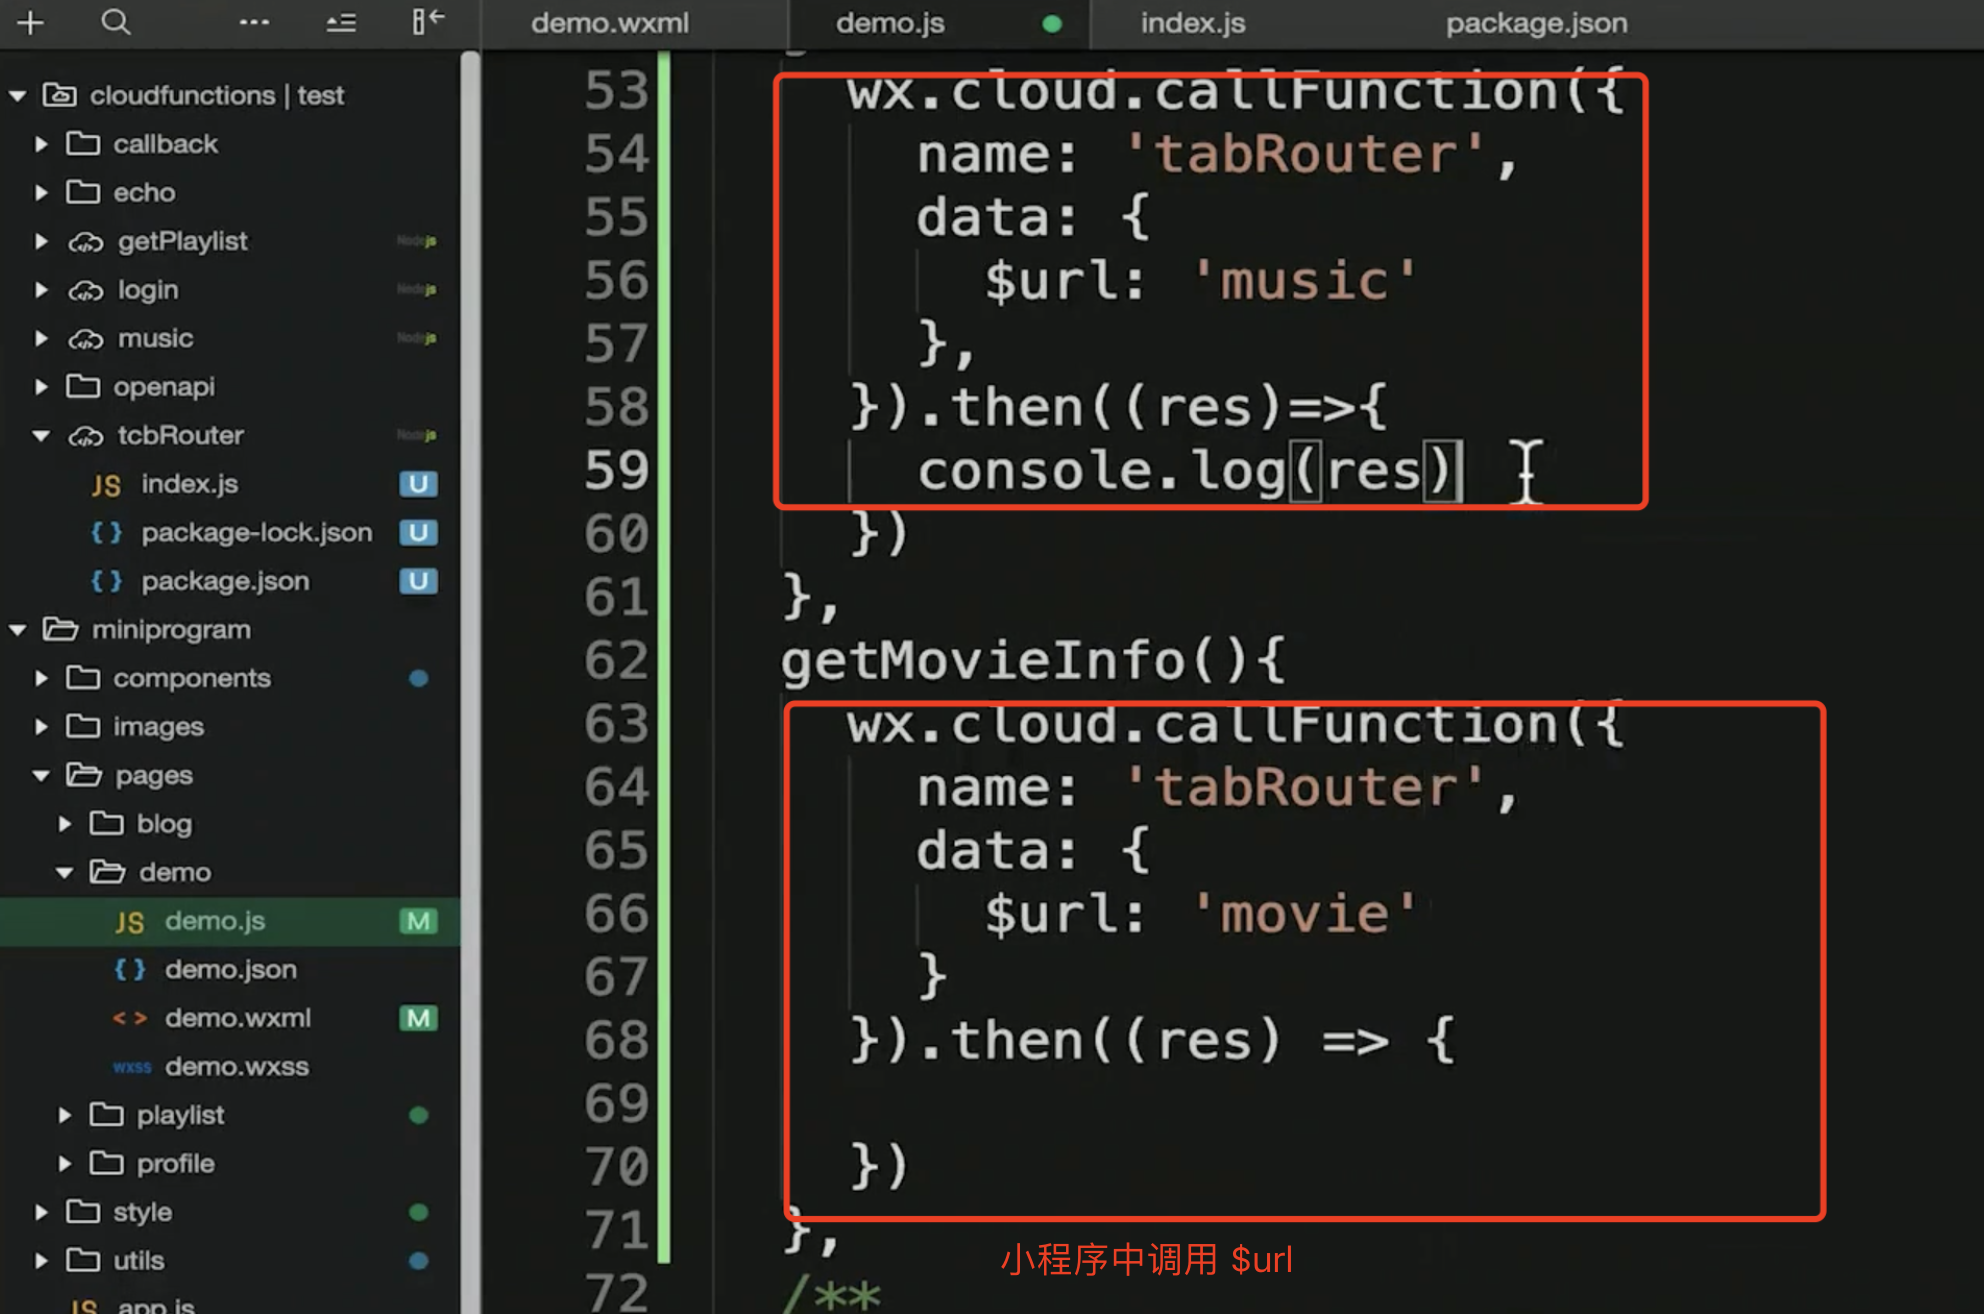 demo.wxml
demo.js
index.js
package.json
cloudfunctions | test
callback
echo
getPlaylist
Nodejs
login
Nodejs
music
Nodejs
openapi
tcbRouter
Nodejs
JS index.js U
{} package-lock.json U
{} package.json U
miniprogram
components
images
pages
blog
demo
JS demo.js M
{} demo.json
<> demo.wxml M
wxss demo.wxss
playlist
profile
style
utils
JS app.js
53 wx.cloud.callFunction({
54 name: 'tabRouter',
55 data: {
56 $url: 'music'
57 },
58 }).then((res)=>{
59 console.log(res)
60 })
61 },
62 getMovieInfo(){
63 wx.cloud.callFunction({
64 name: 'tabRouter',
65 data: {
66 $url: 'movie'
67 }
68 }).then((res) => {
69
70 })
71 },
小程序中调用 $url
72 /**